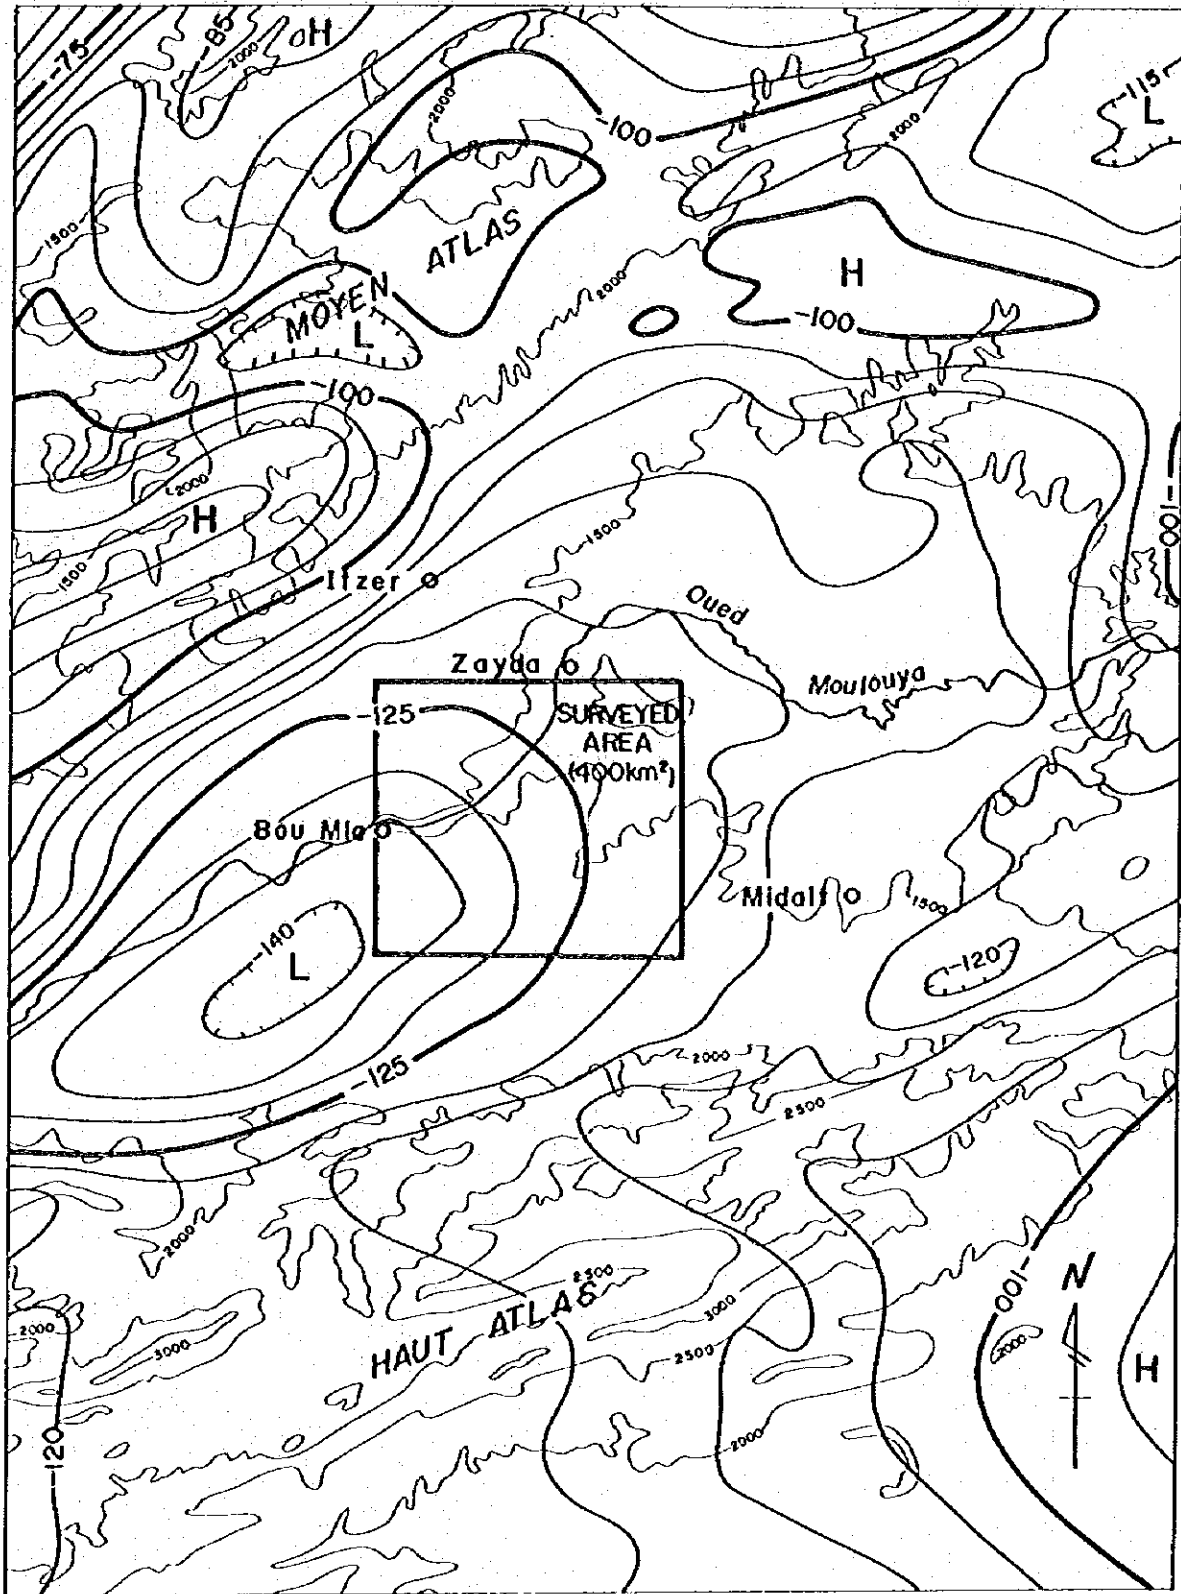 -75
-85
H
2000
-115
L
2000
-100
2000
1500
ATLAS
2000
H
MOYEN
L
-100
-100
2000
H
-100
1500
1500
Itzer
Oued
Zayda
Moulouya
-125
SURVEYED
AREA
(400km²)
Bou Mia
Midalt
1500
-140
L
-120
2000
-125
2500
2000
-100
N
2500
HAUT ATLAS
3000
2000
3000
2500
2000
H
-120
2000